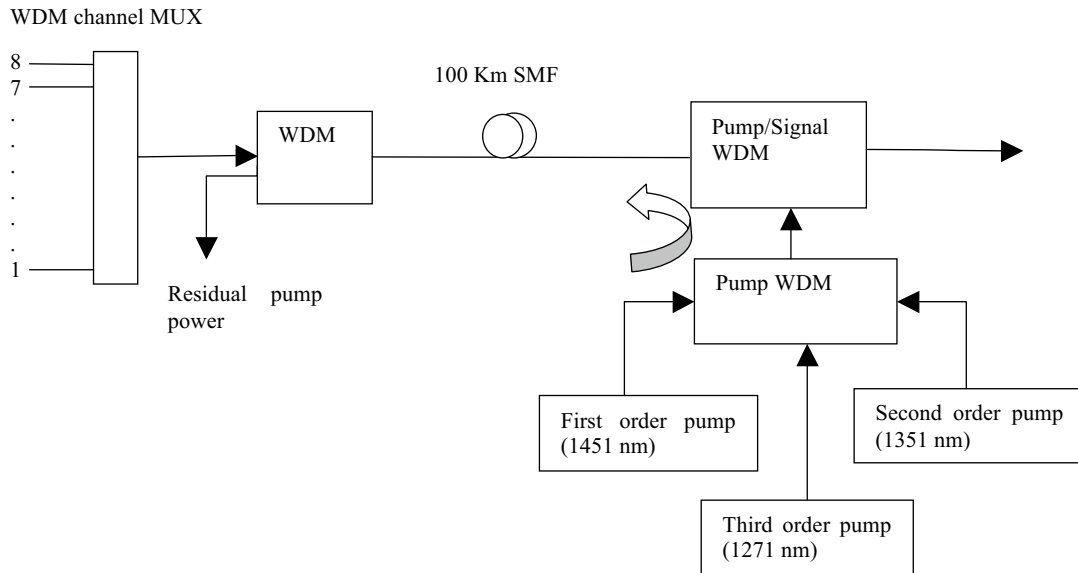 WDM channel MUX
8
7
.
.
.
.
.
.
1
WDM
100 Km SMF
Pump/Signal
WDM
Residual pump
power
Pump WDM
First order pump
(1451 nm)
Second order pump
(1351 nm)
Third order pump
(1271 nm)